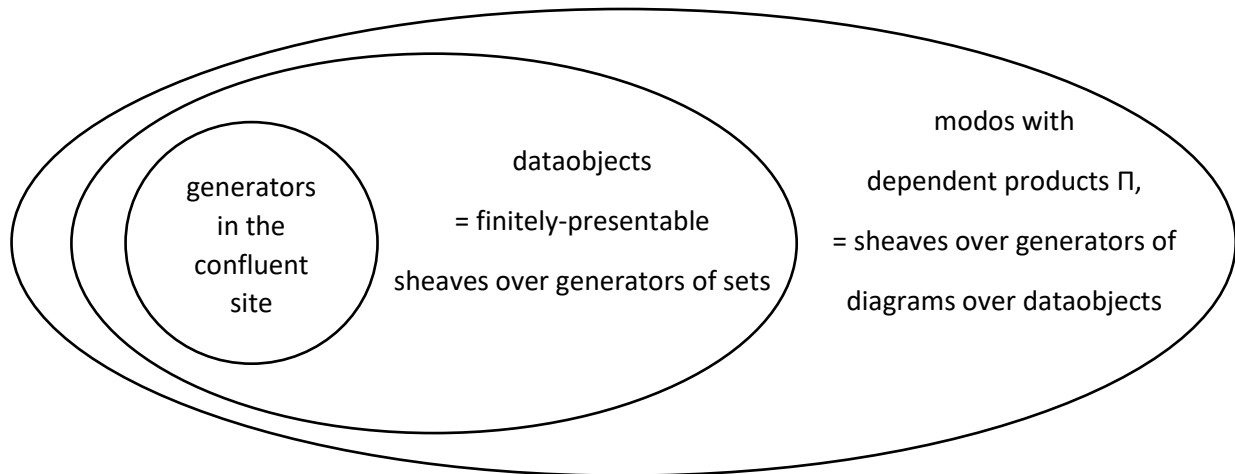 generators
in the
confluent
site
dataobjects
= finitely-presentable
sheaves over generators of sets
modos with
dependent products Π,
= sheaves over generators of
diagrams over dataobjects